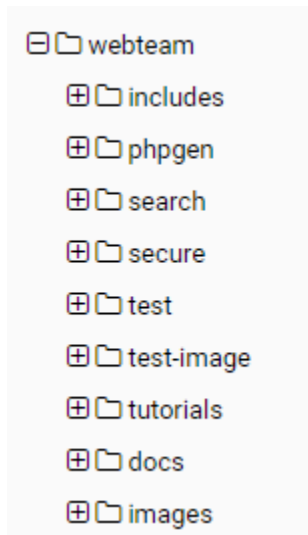 webteam
includes
phpgen
search
secure
test
test-image
tutorials
docs
images